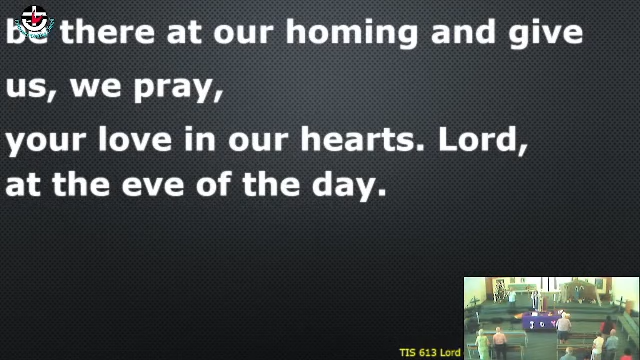 be there at our homing and give
us, we pray,
your love in our hearts. Lord,
at the eve of the day.
TIS 613 Lord